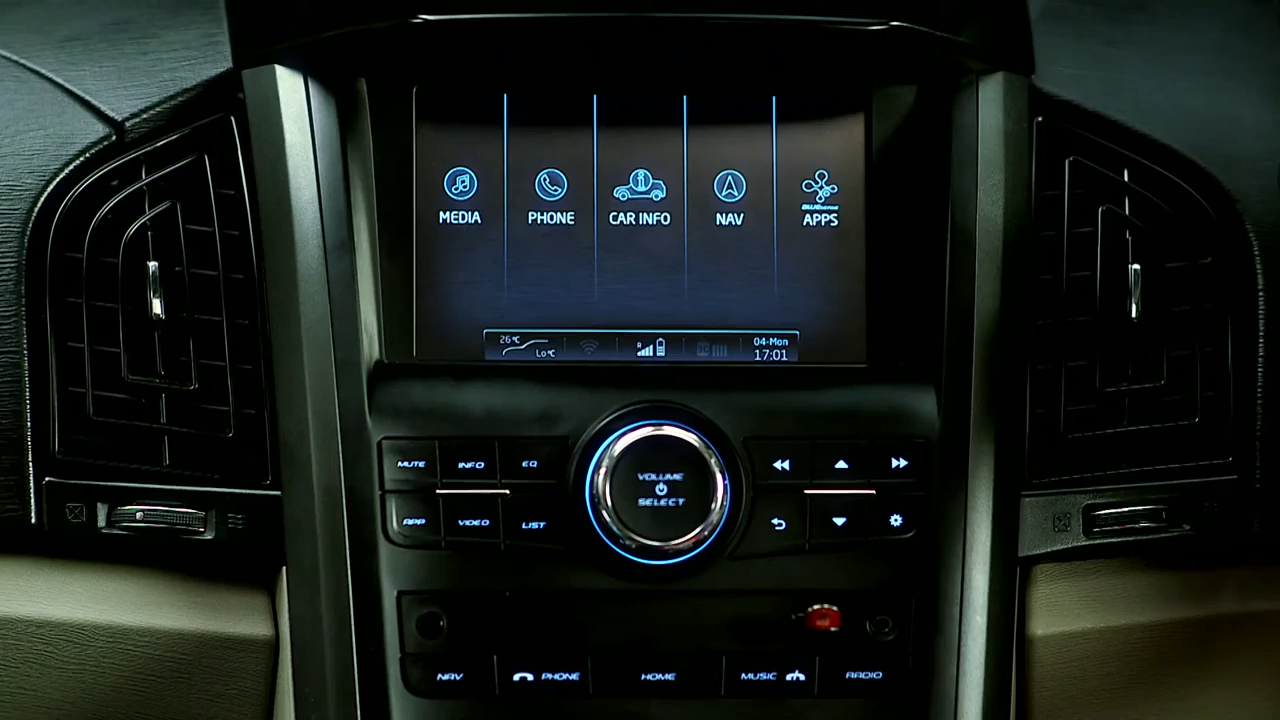 MEDIA
PHONE
CAR INFO
NAV
BLUEsense
APPS
26°C
Lo°C
R
04-Mon
17:01
MUTE
INFO
EQ
APP
VIDEO
LIST
VOLUME
SELECT
NAV
PHONE
HOME
MUSIC
RADIO